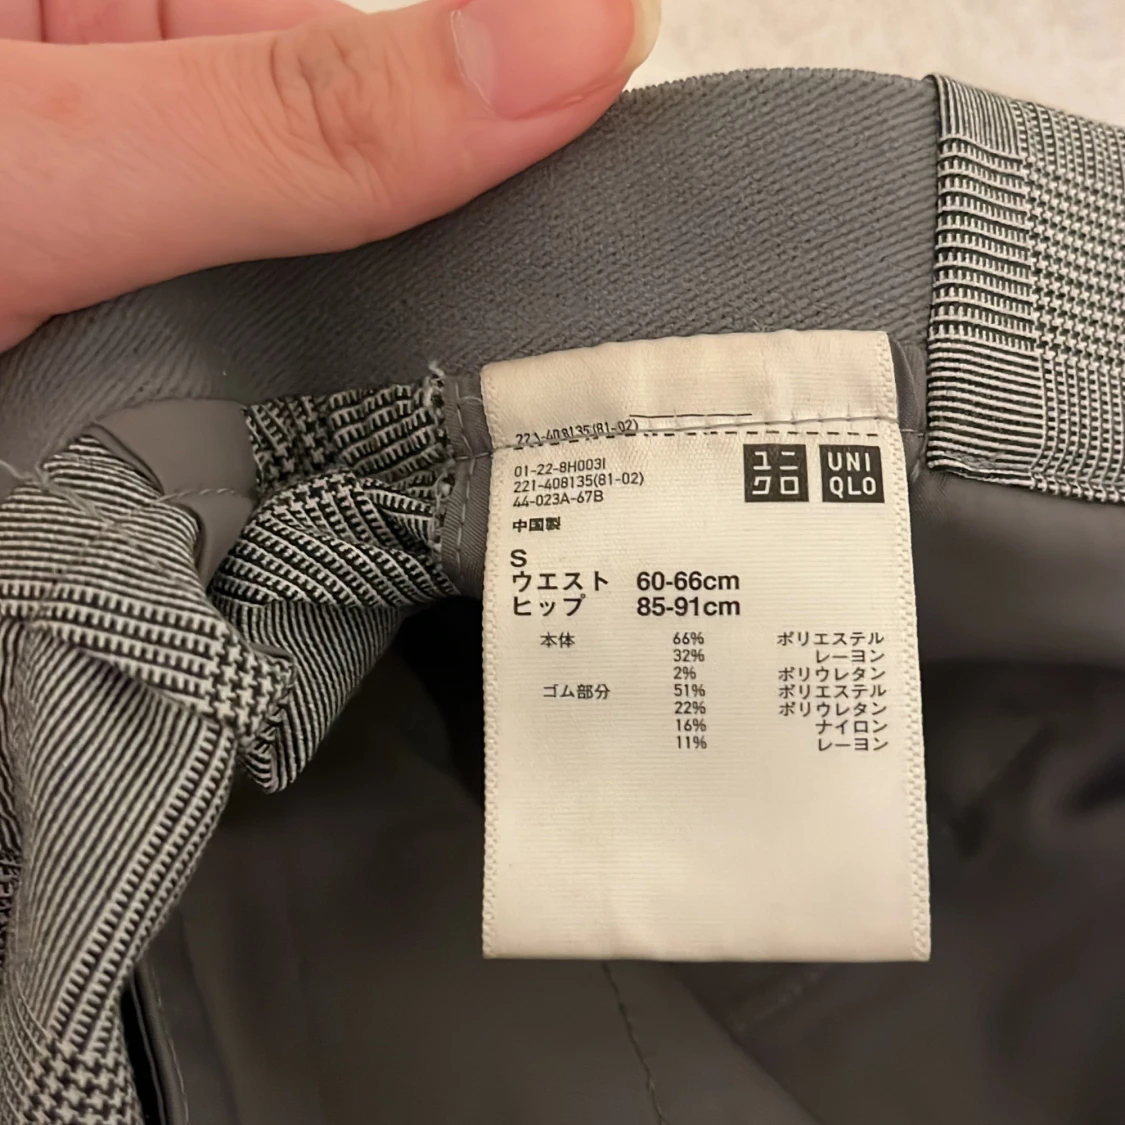 221-408135(81-02)
01-22-8H003I
221-408135(81-02)
44-023A-67B
中国製
ユニ
クロ
UNI
QLO
S
ウエスト 60-66cm
ヒップ 85-91cm
本体 66% ポリエステル
32% レーヨン
2% ポリウレタン
ゴム部分 51% ポリエステル
22% ポリウレタン
16% ナイロン
11% レーヨン